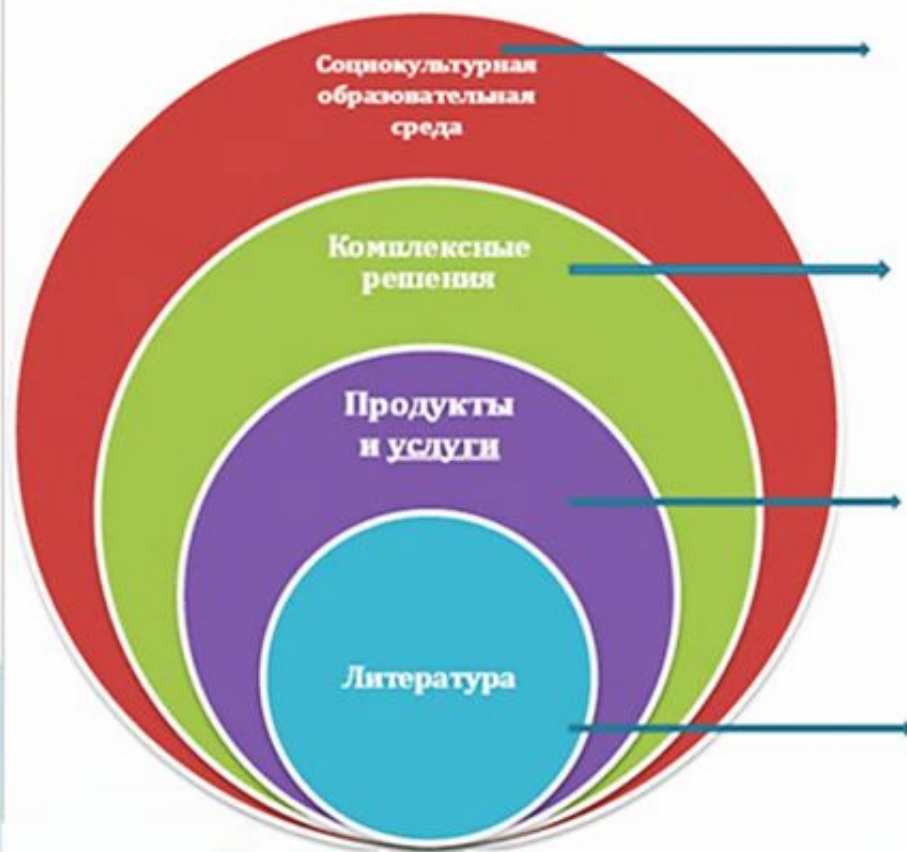 Социокультурная
образовательная
среда
Комплексные
решения
Продукты
и услуги
Литература